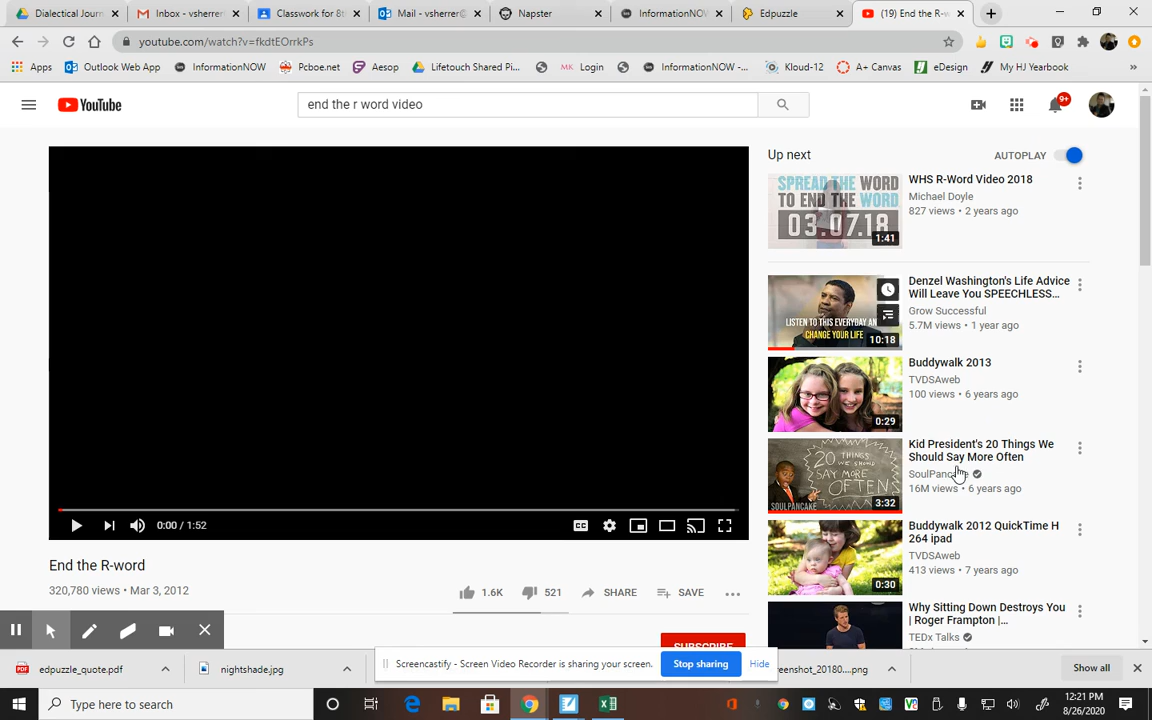 Dialectical Journ
Inbox - vsherrer
Classwork for 8t
Mail - vsherrer@
Napster
InformationNOW
Edpuzzle
(19) End the R-w
youtube.com/watch?v=fkdtEOrrkPs
Apps
Outlook Web App
InformationNOW
Pcboe.net
Aesop
Lifetouch Shared Pi...
MK Login
InformationNOW -...
Kloud-12
A+ Canvas
eDesign
My HJ Yearbook
»
YouTube
end the r word video
9+
Up next
AUTOPLAY
SPREAD THE WORD
TO END THE WORD
03.07.18
1:41
WHS R-Word Video 2018
Michael Doyle
827 views • 2 years ago
LISTEN TO THIS EVERYDAY AN
CHANGE YOUR LIFE
10:18
Denzel Washington's Life Advice
Will Leave You SPEECHLESS...
Grow Successful
5.7M views • 1 year ago
0:29
Buddywalk 2013
TVDSAweb
100 views • 6 years ago
20 THINGS
WE SHOULD
SAY MORE
OFTEN
SOULPANCAKE
3:32
Kid President's 20 Things We
Should Say More Often
16M views • 6 years ago
0:30
Buddywalk 2012 QuickTime H
264 ipad
TVDSAweb
413 views • 7 years ago
Why Sitting Down Destroys You
| Roger Frampton |...
TEDx Talks
0:00 / 1:52
CC
End the R-word
320,780 views • Mar 3, 2012
1.6K
521
SHARE
SAVE
SUBSCRIBE
PDF
edpuzzle_quote.pdf
nightshade.jpg
Screencastify - Screen Video Recorder is sharing your screen.
Stop sharing
Hide
eenshot_20180....png
Show all
Type here to search
12:21 PM
8/26/2020